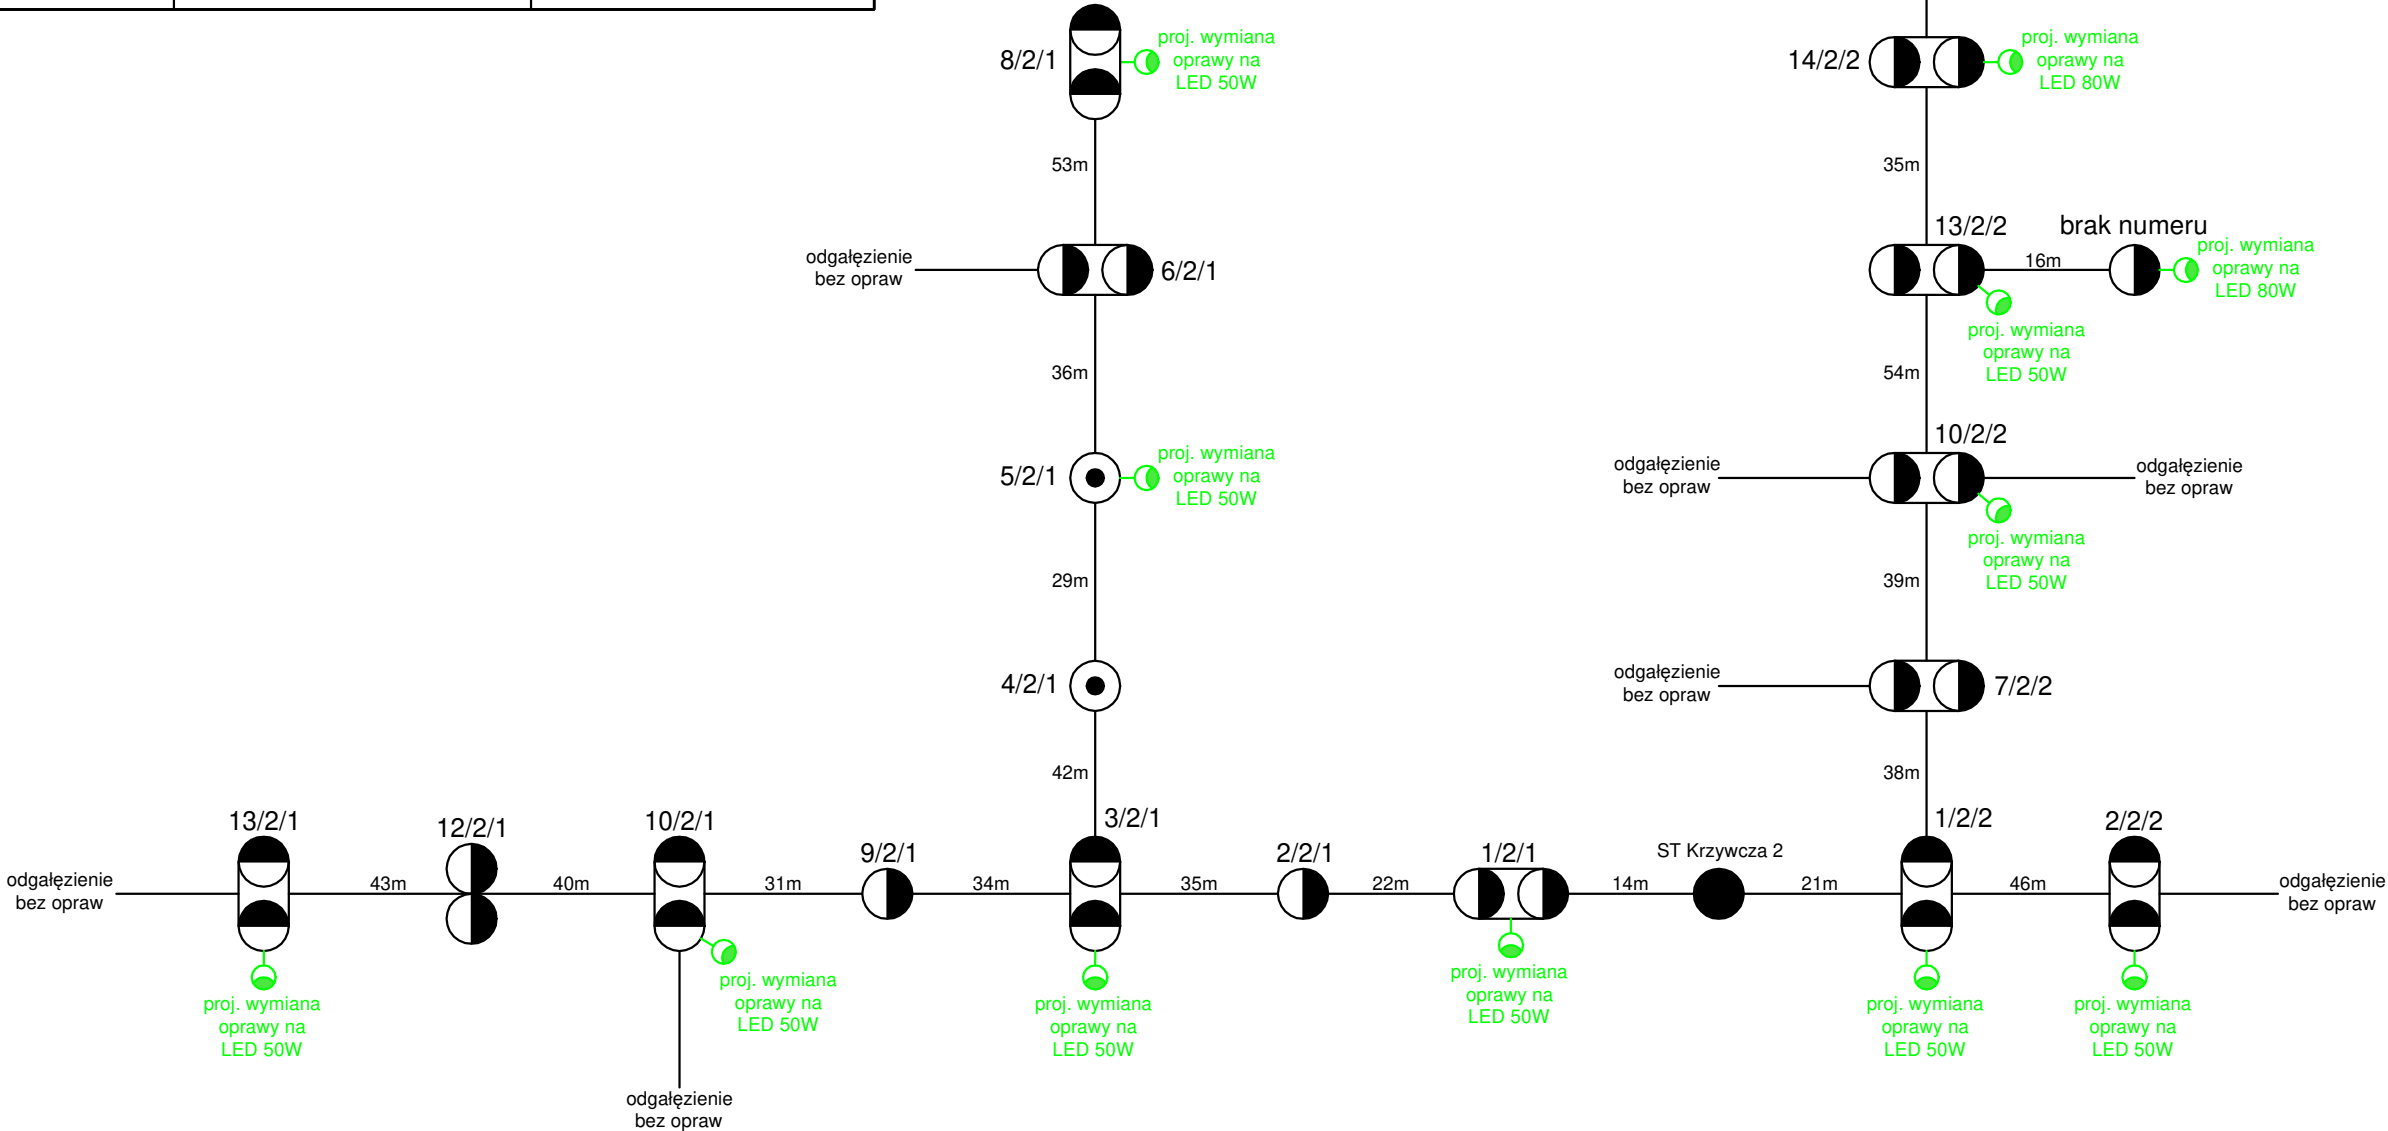 8/2/1
proj. wymiana
oprawy na
LED 50W
14/2/2
proj. wymiana
oprawy na
LED 80W
53m
35m
odgałęzienie
bez opraw
6/2/1
13/2/2
16m
brak numeru
proj. wymiana
oprawy na
LED 80W
proj. wymiana
oprawy na
LED 50W
36m
54m
5/2/1
proj. wymiana
oprawy na
LED 50W
10/2/2
odgałęzienie
bez opraw
odgałęzienie
bez opraw
proj. wymiana
oprawy na
LED 50W
29m
39m
4/2/1
odgałęzienie
bez opraw
7/2/2
42m
38m
odgałęzienie
bez opraw
13/2/1
43m
12/2/1
40m
10/2/1
31m
9/2/1
34m
3/2/1
35m
2/2/1
22m
1/2/1
14m
ST Krzywcza 2
21m
1/2/2
46m
2/2/2
odgałęzienie
bez opraw
proj. wymiana
oprawy na
LED 50W
proj. wymiana
oprawy na
LED 50W
proj. wymiana
oprawy na
LED 50W
proj. wymiana
oprawy na
LED 50W
proj. wymiana
oprawy na
LED 50W
proj. wymiana
oprawy na
LED 50W
odgałęzienie
bez opraw